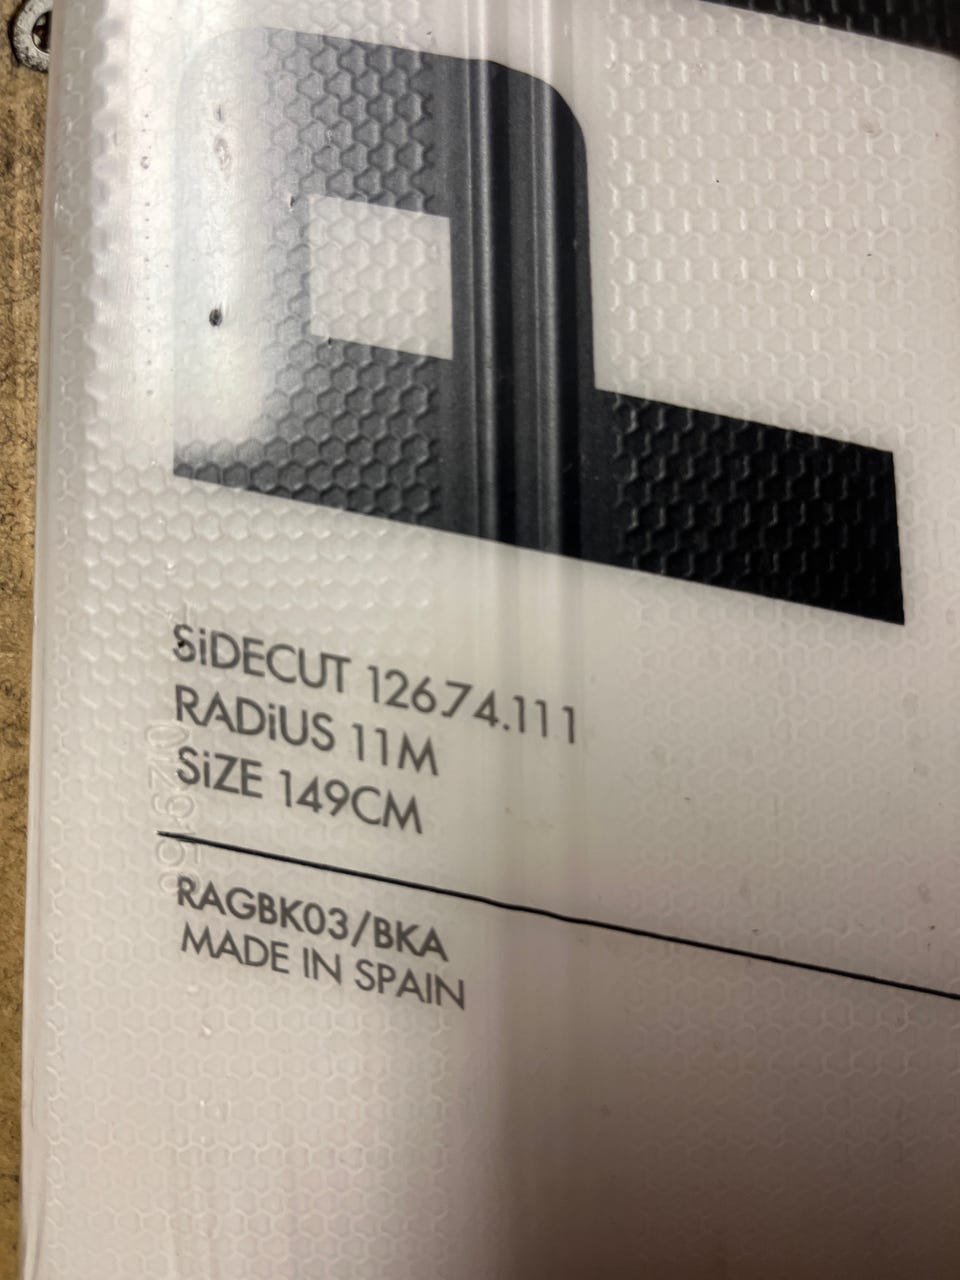 SiDECUT 126.74.111
RADiUS 11M
SiZE 149CM
RAGBK03/BKA
MADE IN SPAIN